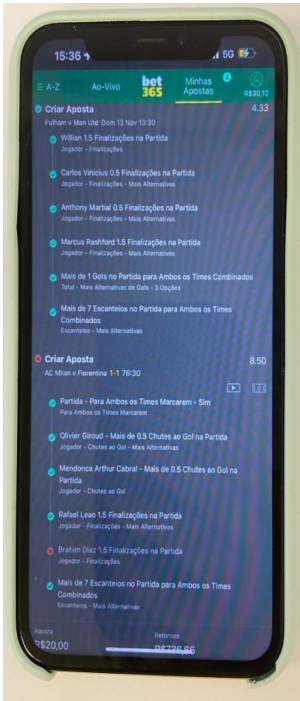 15:36
5G
A-Z
Ao-Vivo
bet365
Minhas Apostas
4
R$30,12
Criar Aposta 4.33
Fulham v Man Utd Dom 13 Nov 13:30
Willian 1.5 Finalizações na Partida
Jogador - Finalizações
Carlos Vinicius 0.5 Finalizações na Partida
Jogador - Finalizações - Mais Alternativas
Anthony Martial 0.5 Finalizações na Partida
Jogador - Finalizações - Mais Alternativas
Marcus Rashford 1.5 Finalizações na Partida
Jogador - Finalizações - Mais Alternativas
Mais de 1 Gols no Partida para Ambos os Times Combinados
Total - Mais Alternativas de Gols - 3 Opções
Mais de 7 Escanteios no Partida para Ambos os Times
Combinados
Escanteios - Mais Alternativas
Criar Aposta 8.50
AC Milan v Fiorentina 1-1 76:30
Partida - Para Ambos os Times Marcarem - Sim
Para Ambos os Times Marcarem
Olivier Giroud - Mais de 0.5 Chutes ao Gol na Partida
Jogador - Chutes ao Gol - Mais Alternativas
Mendonca Arthur Cabral - Mais de 0.5 Chutes ao Gol na
Partida
Jogador - Chutes ao Gol
Rafael Leao 1.5 Finalizações na Partida
Jogador - Finalizações - Mais Alternativas
Brahim Diaz 1.5 Finalizações na Partida
Jogador - Finalizações
Mais de 7 Escanteios no Partida para Ambos os Times
Combinados
Escanteios - Mais Alternativas
Aposta
R$20,00
Retornos
R$736,66